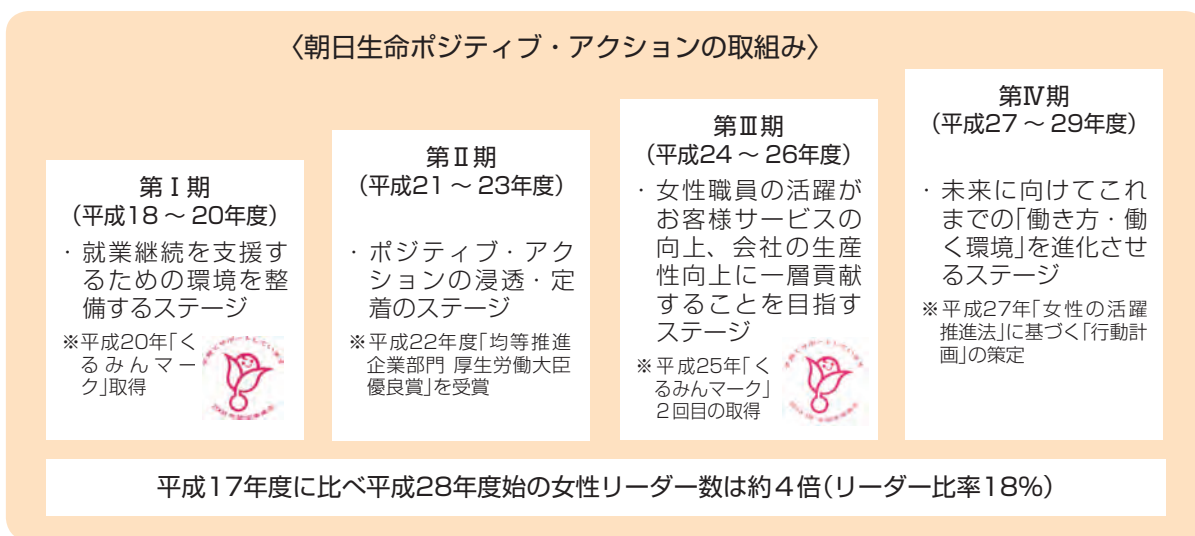 〈朝日生命ポジティブ・アクションの取組み〉
第Ⅰ期
（平成18～20年度）
・就業継続を支援す
るための環境を整
備するステージ
※平成20年「く
るみんマー
ク」取得
第Ⅱ期
（平成21～23年度）
・ポジティブ・アク
ションの浸透・定
着のステージ
※平成22年度「均等推進
企業部門 厚生労働大臣
優良賞」を受賞
第Ⅲ期
（平成24～26年度）
・女性職員の活躍が
お客様サービスの
向上、会社の生産
性向上に一層貢献
することを目指す
ステージ
※平成25年「く
るみんマーク」
２回目の取得
第Ⅳ期
（平成27～29年度）
・未来に向けてこれ
までの「働き方・働
く環境」を進化させ
るステージ
※平成27年「女性の活躍
推進法」に基づく「行動計
画」の策定
平成17年度に比べ平成28年度始の女性リーダー数は約４倍（リーダー比率18%）